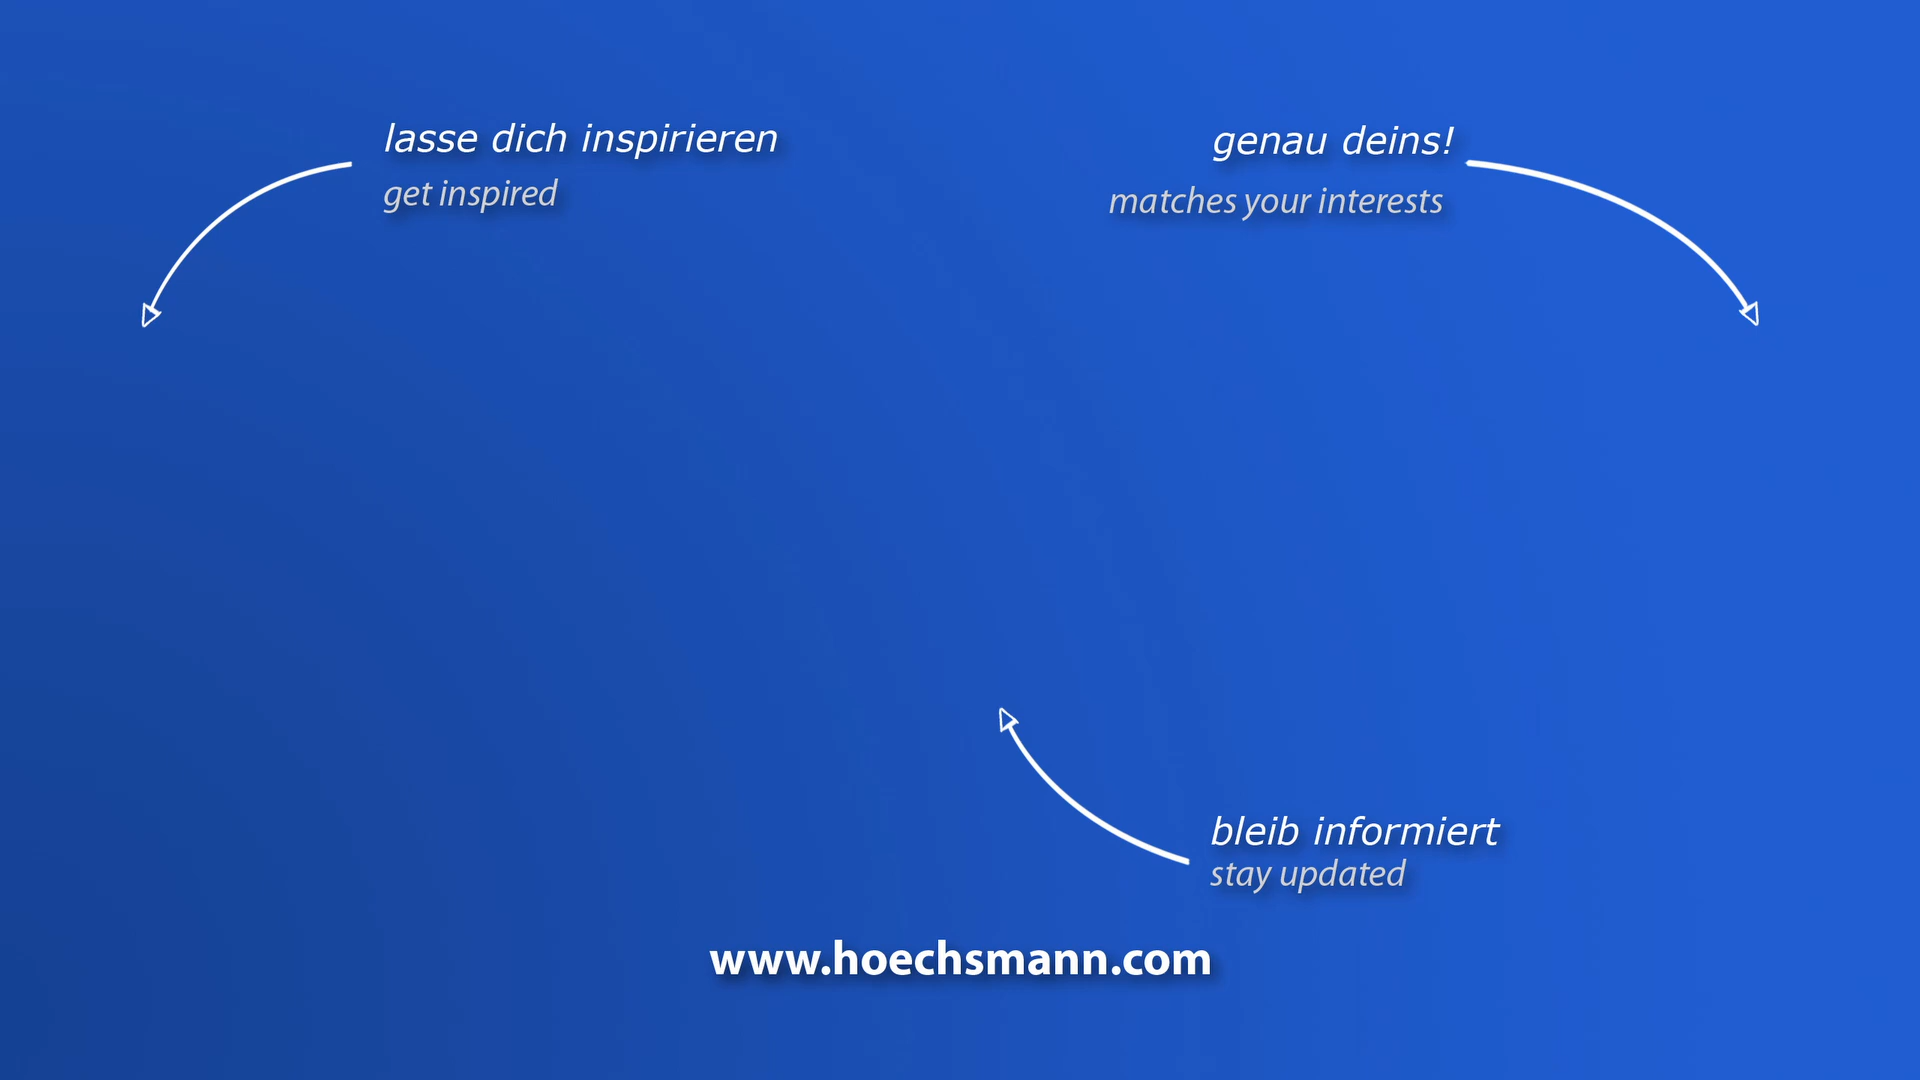 lasse dich inspirieren
get inspired
genau deins!
matches your interests
bleib informiert
stay updated
www.hoechsmann.com